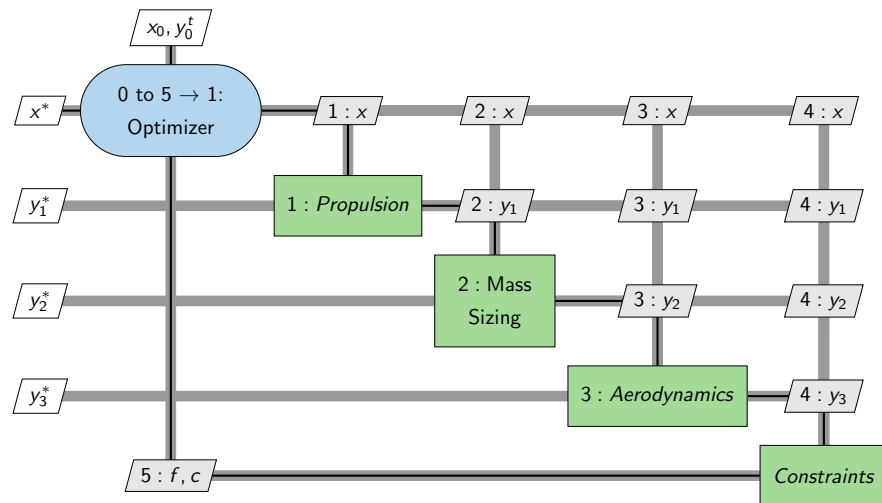 x₀, y₀ᵗ
0 to 5 → 1:
Optimizer
x*
1 : x
2 : x
3 : x
4 : x
y₁*
1 : Propulsion
2 : y₁
3 : y₁
4 : y₁
y₂*
2 : Mass
Sizing
3 : y₂
4 : y₂
y₃*
3 : Aerodynamics
4 : y₃
5 : f, c
Constraints